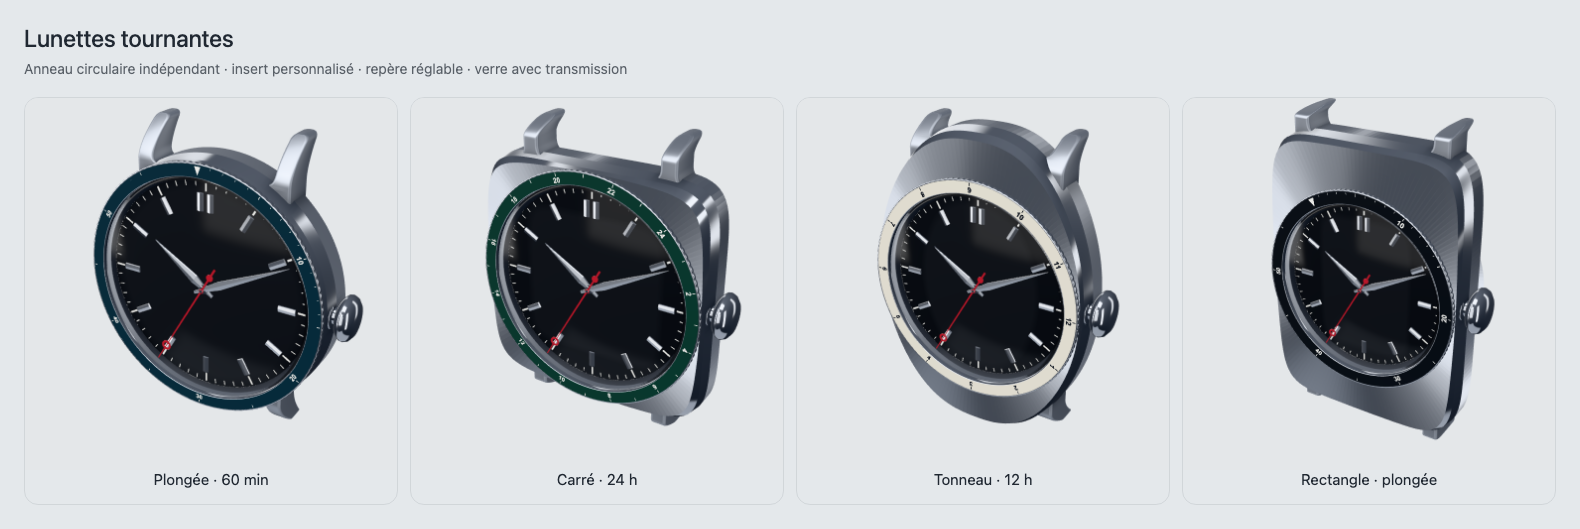 Lunettes tournantes
Anneau circulaire indépendant · insert personnalisé · repère réglable · verre avec transmission
Plongée · 60 min
Carré · 24 h
Tonneau · 12 h
Rectangle · plongée